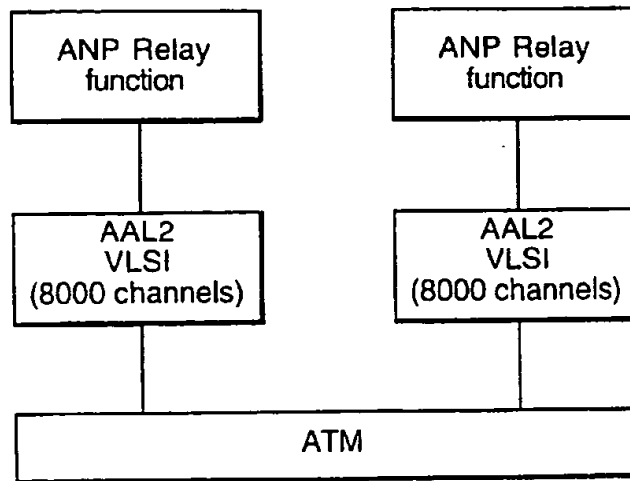 ANP Relay
function
ANP Relay
function
AAL2
VLSI
(8000 channels)
AAL2
VLSI
(8000 channels)
ATM